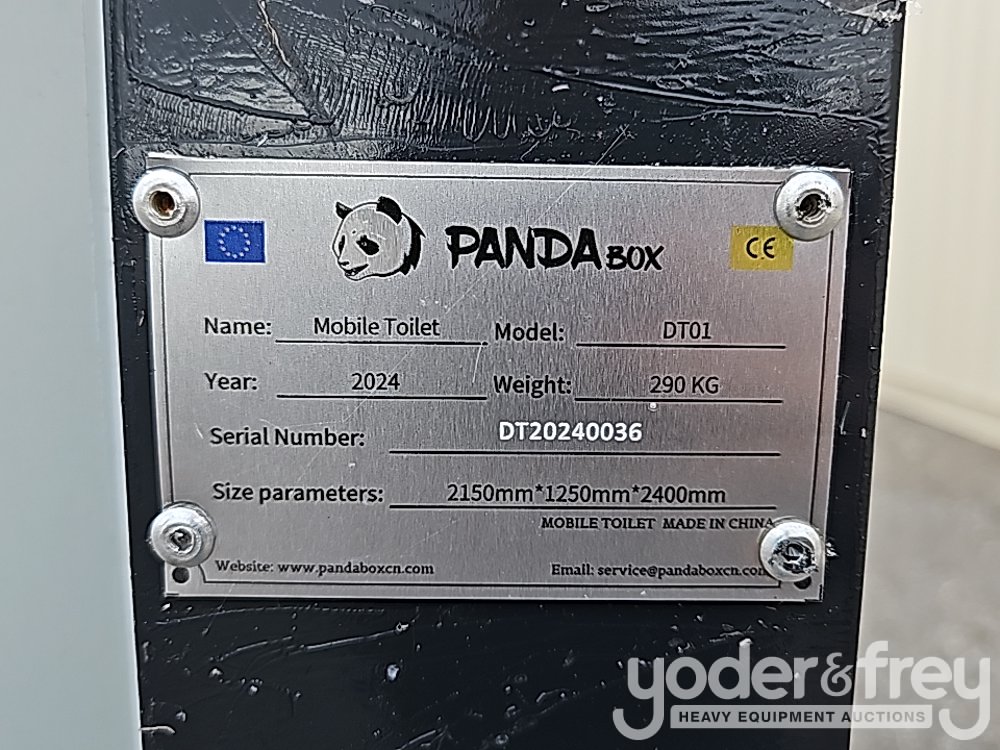 PANDA BOX
CE
Name: Mobile Toilet Model: DT01
Year: 2024 Weight: 290 KG
Serial Number: DT20240036
Size parameters: 2150mm*1250mm*2400mm
MOBILE TOILET MADE IN CHINA
Website: www.pandaboxcn.com Email: service@pandaboxcn.com
yoder&frey
HEAVY EQUIPMENT AUCTIONS